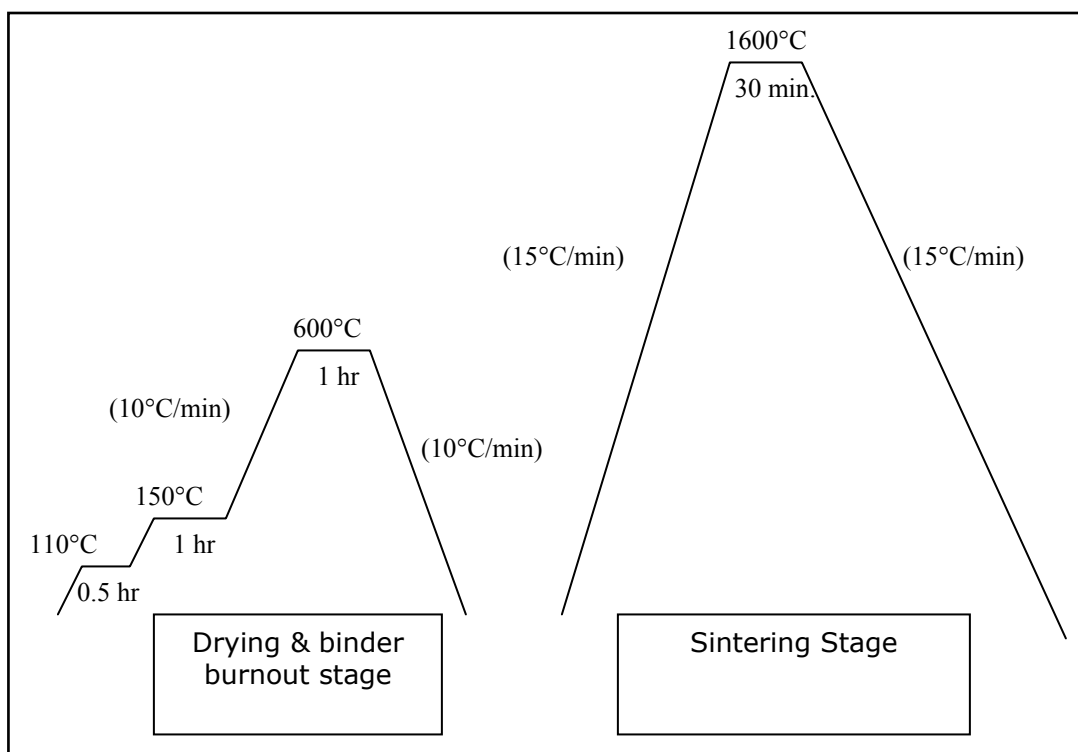 110°C
0.5 hr
150°C
1 hr
(10°C/min)
600°C
1 hr
(10°C/min)
Drying & binder
burnout stage
(15°C/min)
1600°C
30 min.
(15°C/min)
Sintering Stage